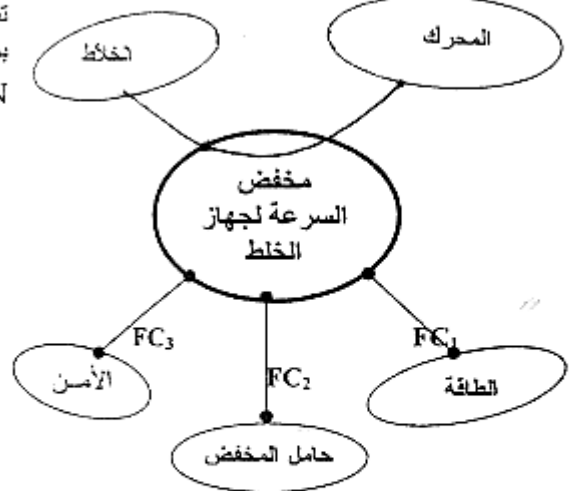 المحرك
الخلاط
مخفض
السرعة لجهاز
الخلط
FC₁
FC₂
FC₃
الطاقة
حامل المخفض
الأمن